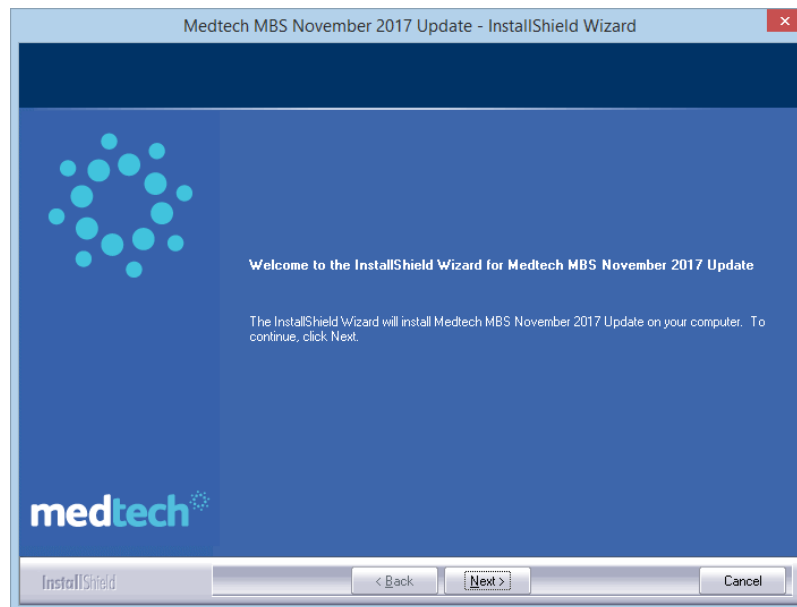 Medtech MBS November 2017 Update - InstallShield Wizard
Welcome to the InstallShield Wizard for Medtech MBS November 2017 Update
The InstallShield Wizard will install Medtech MBS November 2017 Update on your computer. To
continue, click Next.
medtech
InstallShield
< Back
Next >
Cancel